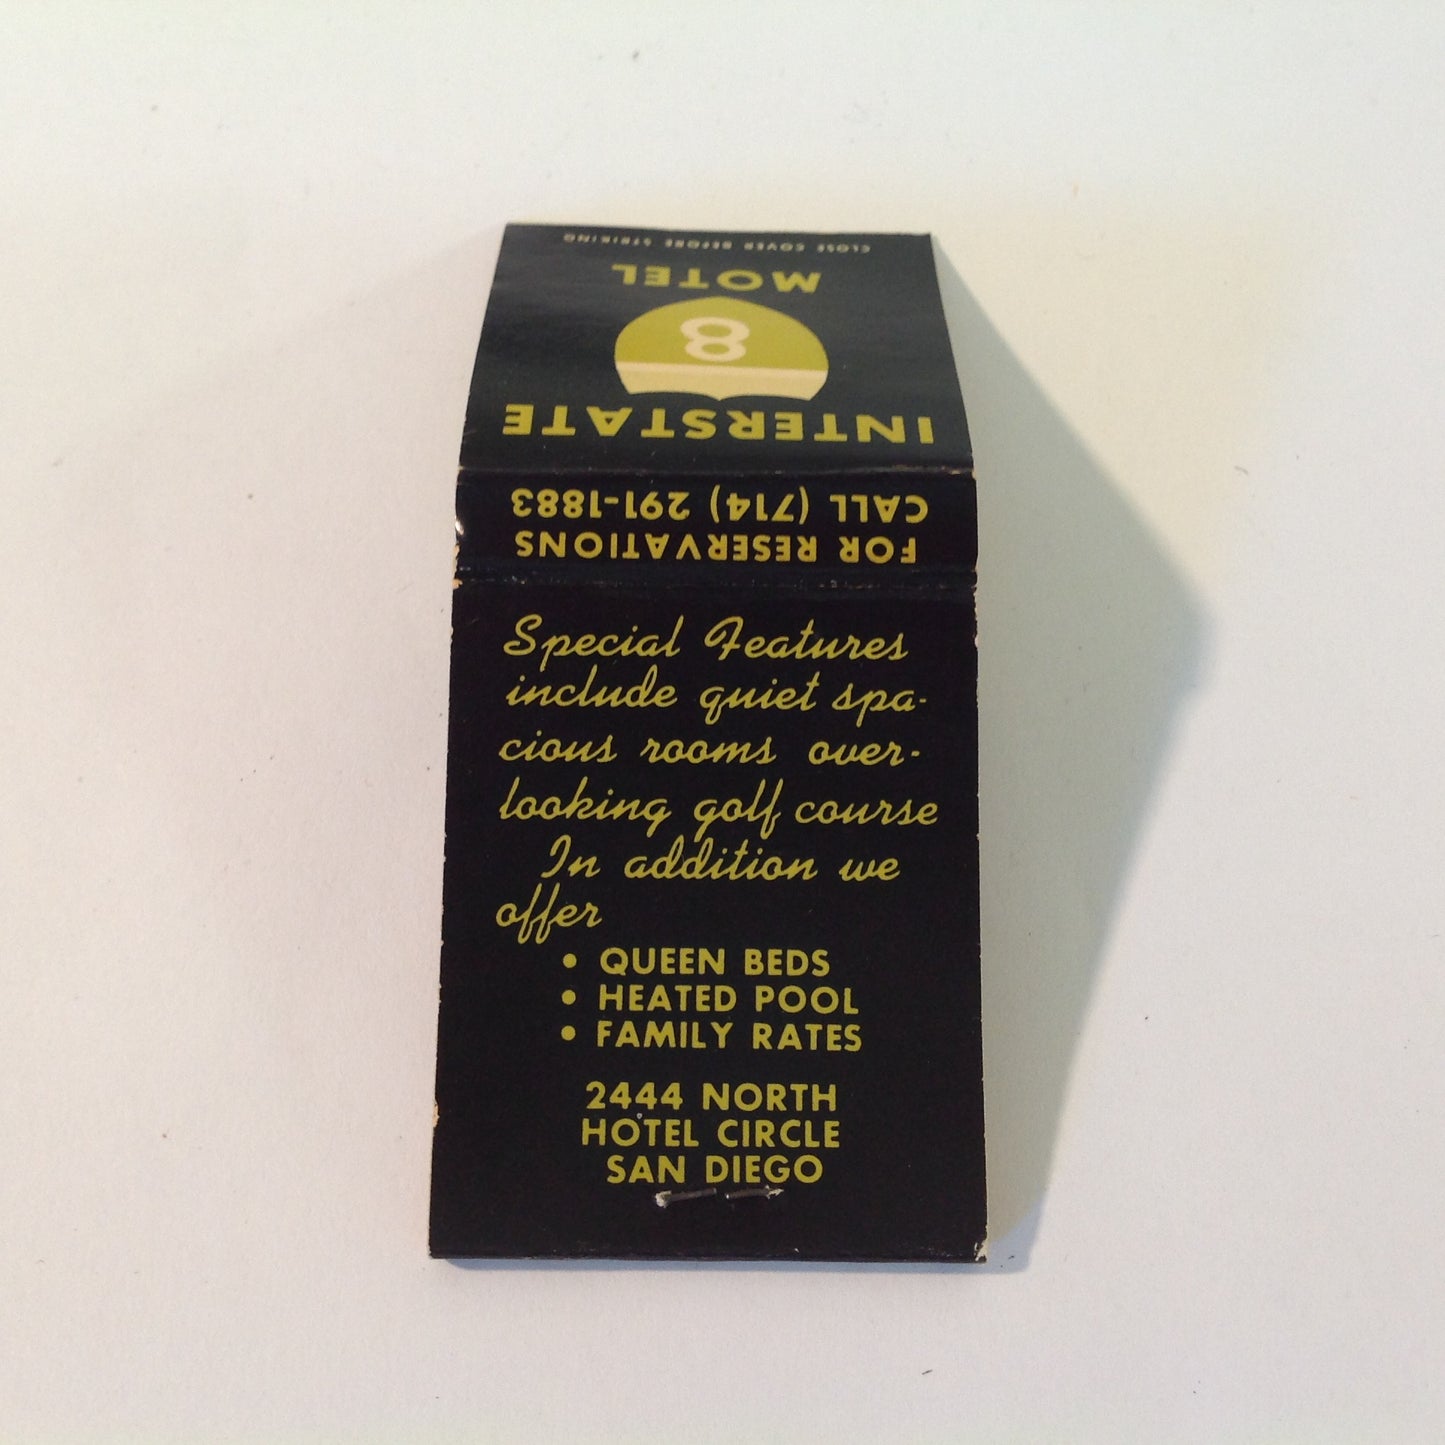 CLOSE COVER BEFORE STRIKING
MOTEL
8
INTERSTATE
CALL (714) 291-1883
FOR RESERVATIONS
Special Features
include quiet spa-
cious rooms over-
looking golf course
In addition we
offer
• QUEEN BEDS
• HEATED POOL
• FAMILY RATES
2444 NORTH
HOTEL CIRCLE
SAN DIEGO